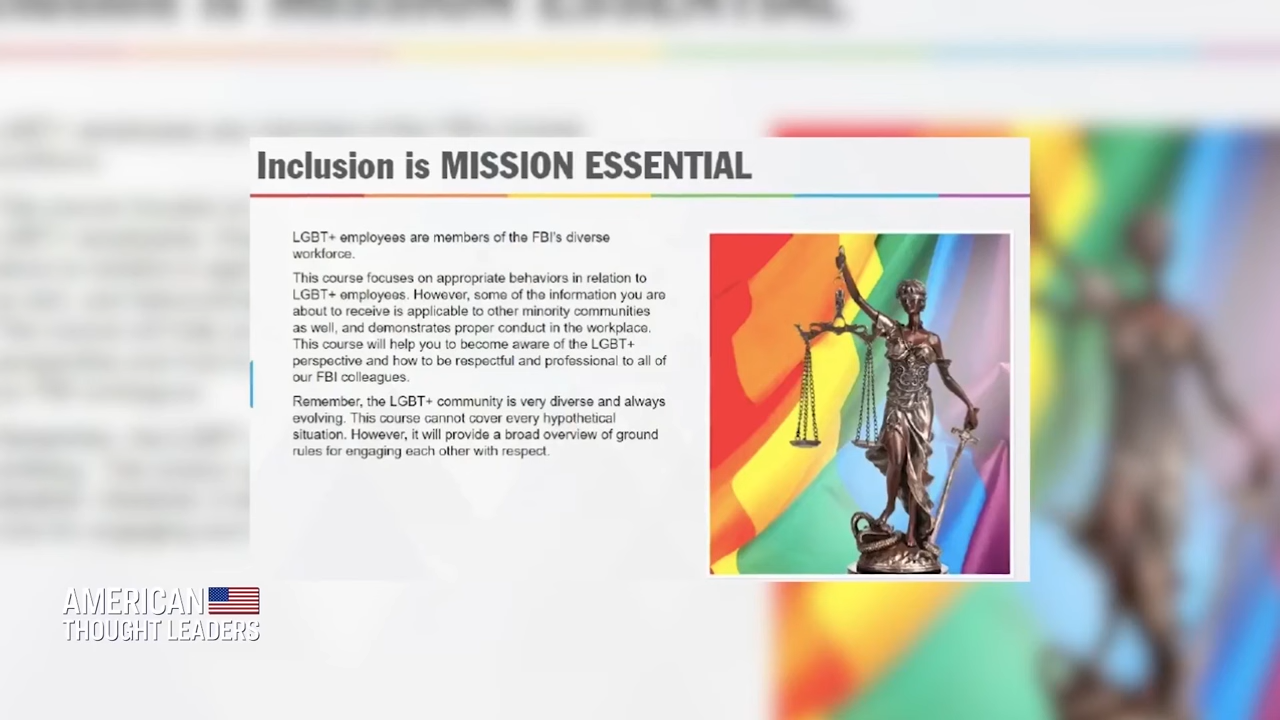 Inclusion is MISSION ESSENTIAL
LGBT+ employees are members of the FBI's diverse
workforce.
This course focuses on appropriate behaviors in relation to
LGBT+ employees. However, some of the information you are
about to receive is applicable to other minority communities
as well, and demonstrates proper conduct in the workplace.
This course will help you to become aware of the LGBT+
perspective and how to be respectful and professional to all of
our FBI colleagues.
Remember, the LGBT+ community is very diverse and always
evolving. This course cannot cover every hypothetical
situation. However, it will provide a broad overview of ground
rules for engaging each other with respect.
AMERICAN
THOUGHT LEADERS